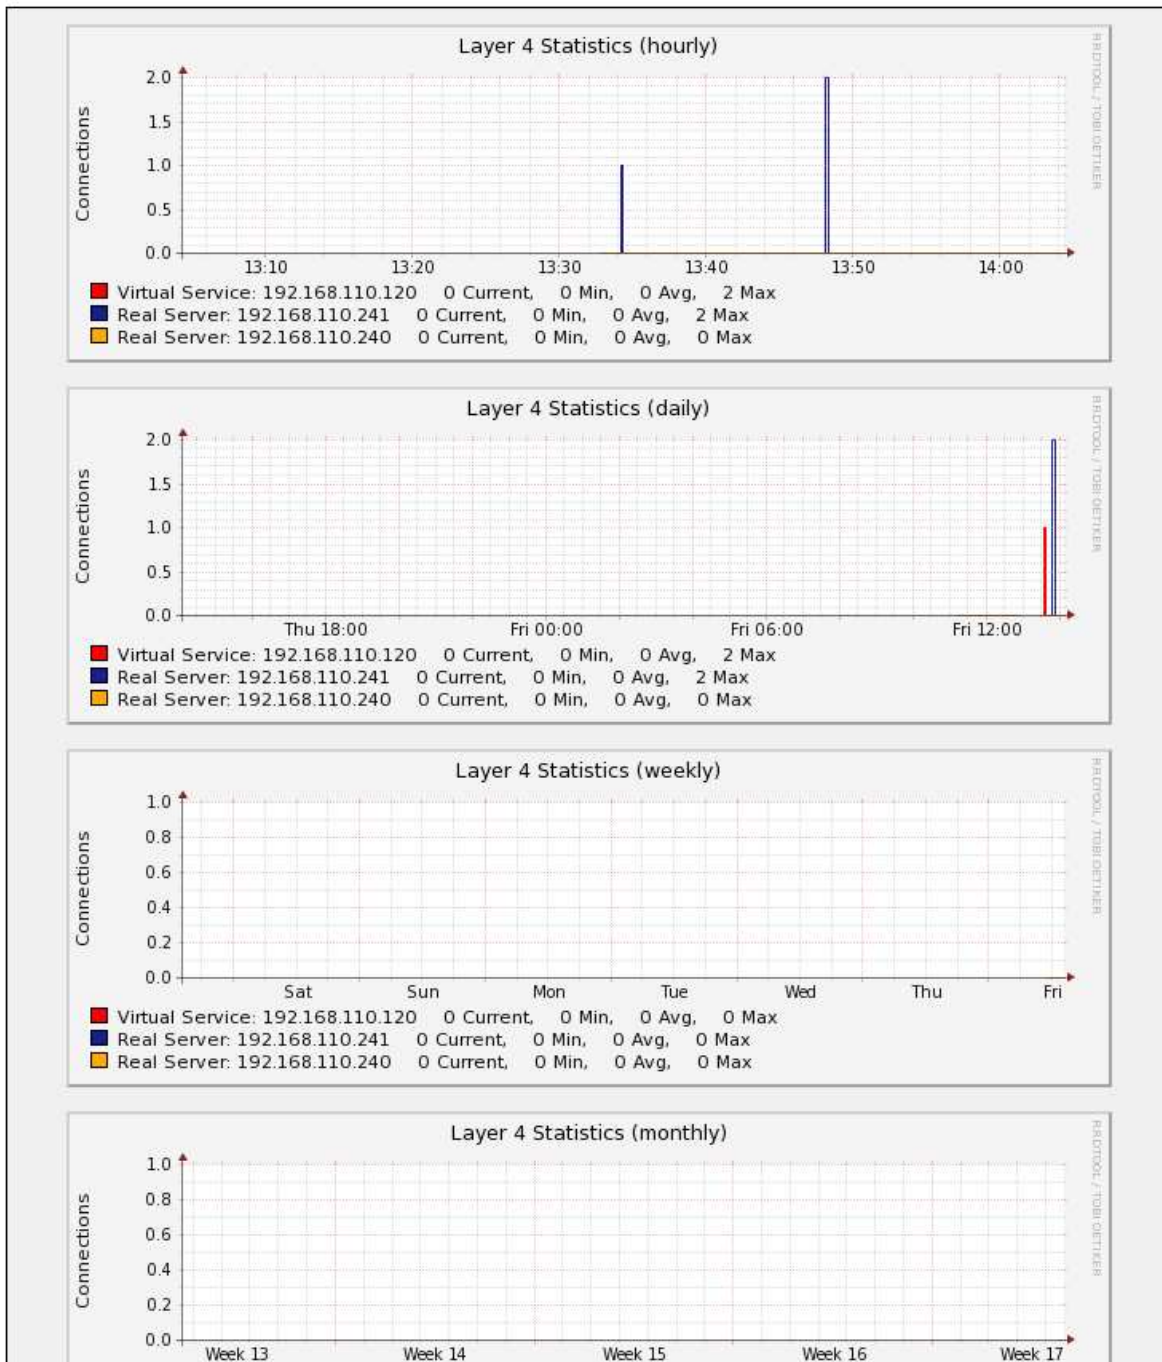 Layer 4 Statistics (hourly)
RRDTOOL / TOBI OETIKER
Connections
2.0
1.5
1.0
0.5
0.0
13:10 13:20 13:30 13:40 13:50 14:00
Virtual Service: 192.168.110.120 0 Current, 0 Min, 0 Avg, 2 Max
Real Server: 192.168.110.241 0 Current, 0 Min, 0 Avg, 2 Max
Real Server: 192.168.110.240 0 Current, 0 Min, 0 Avg, 0 Max
Layer 4 Statistics (daily)
RRDTOOL / TOBI OETIKER
Connections
2.0
1.5
1.0
0.5
0.0
Thu 18:00 Fri 00:00 Fri 06:00 Fri 12:00
Virtual Service: 192.168.110.120 0 Current, 0 Min, 0 Avg, 2 Max
Real Server: 192.168.110.241 0 Current, 0 Min, 0 Avg, 2 Max
Real Server: 192.168.110.240 0 Current, 0 Min, 0 Avg, 0 Max
Layer 4 Statistics (weekly)
RRDTOOL / TOBI OETIKER
Connections
1.0
0.8
0.6
0.4
0.2
0.0
Sat Sun Mon Tue Wed Thu Fri
Virtual Service: 192.168.110.120 0 Current, 0 Min, 0 Avg, 0 Max
Real Server: 192.168.110.241 0 Current, 0 Min, 0 Avg, 0 Max
Real Server: 192.168.110.240 0 Current, 0 Min, 0 Avg, 0 Max
Layer 4 Statistics (monthly)
RRDTOOL / TOBI OETIKER
Connections
1.0
0.8
0.6
0.4
0.2
0.0
Week 13 Week 14 Week 15 Week 16 Week 17